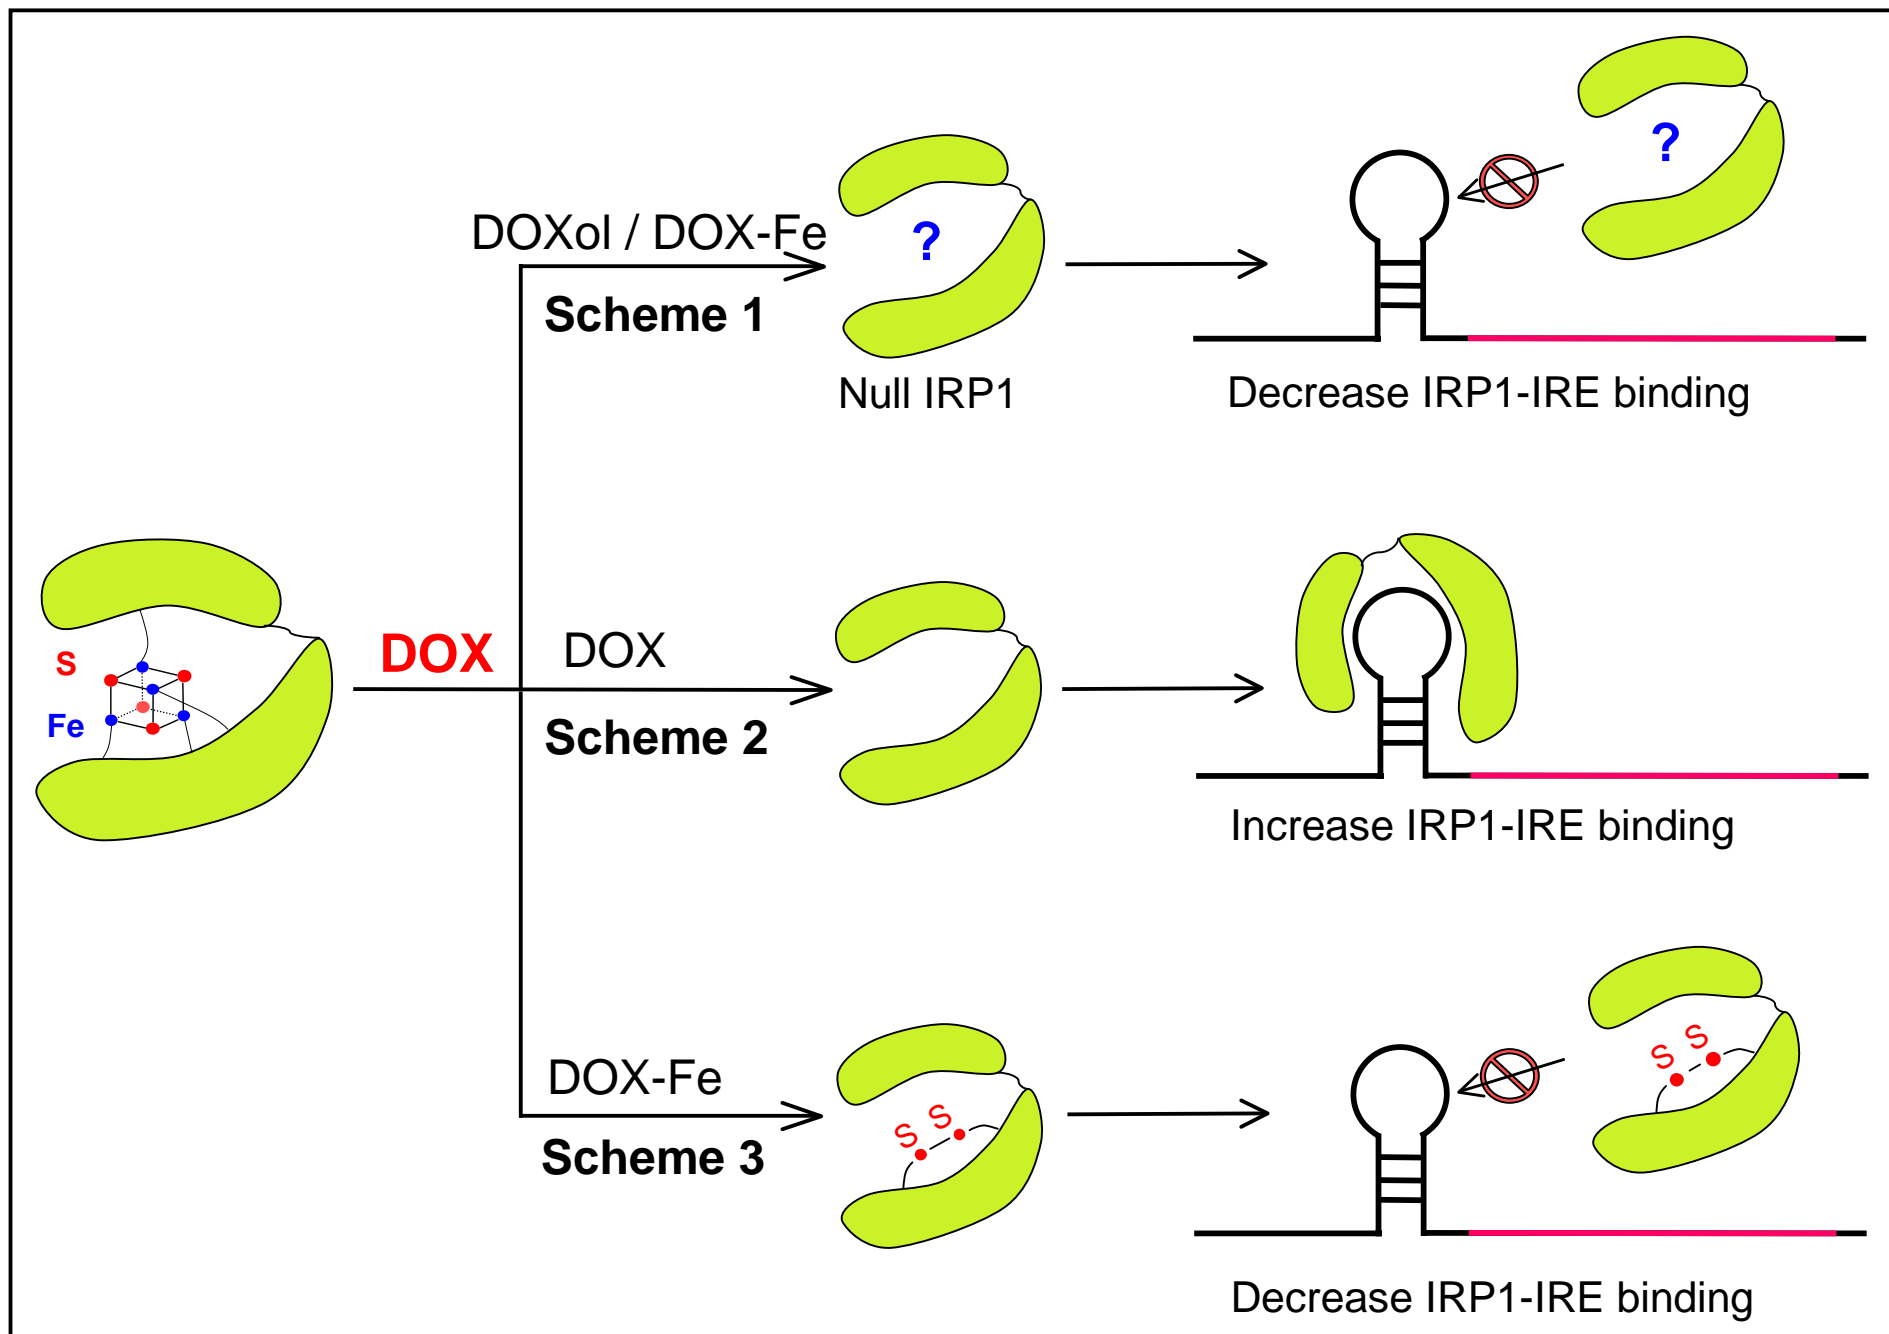 ?
DOXol / DOX-Fe
?
Scheme 1
Null IRP1
Decrease IRP1-IRE binding
S
Fe
DOX
DOX
Scheme 2
Increase IRP1-IRE binding
DOX-Fe
S S
S S
Scheme 3
Decrease IRP1-IRE binding